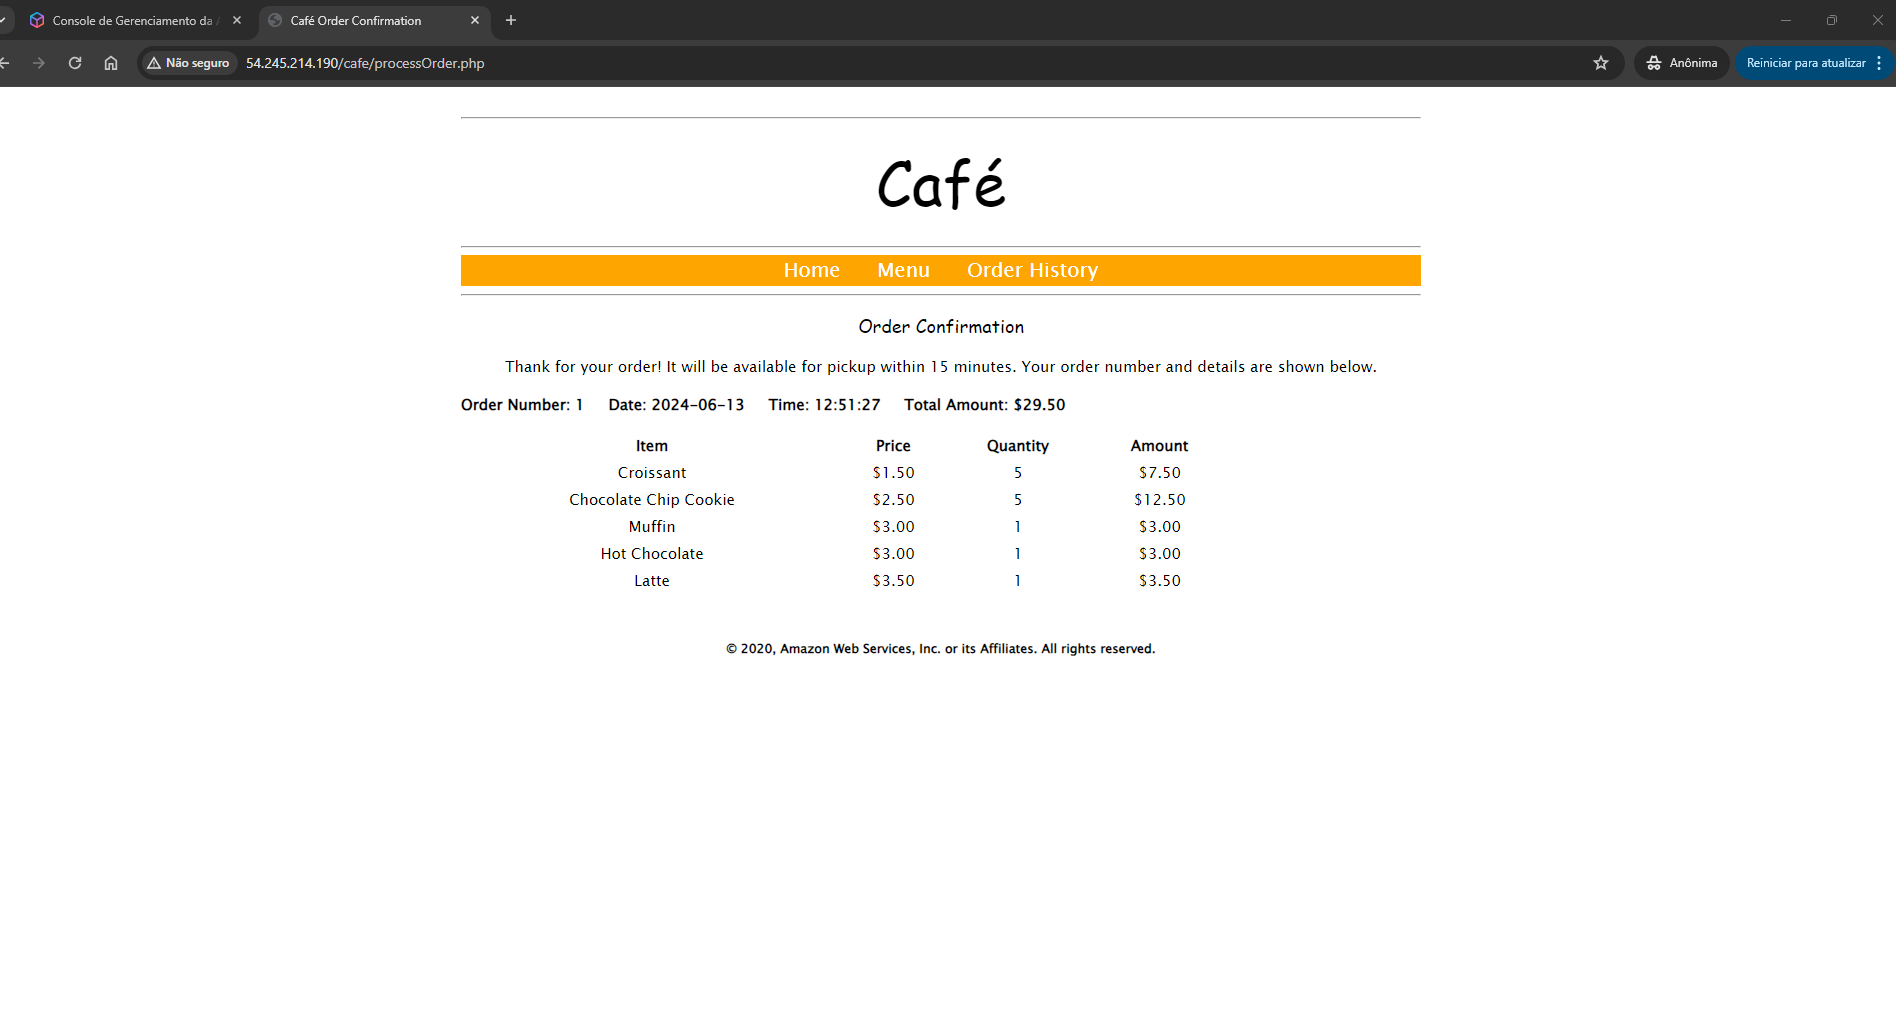 Console de Gerenciamento da
Café Order Confirmation
Não seguro
54.245.214.190/cafe/processOrder.php
Anônima
Reiniciar para atualizar
Café
Home Menu Order History
Order Confirmation
Thank for your order! It will be available for pickup within 15 minutes. Your order number and details are shown below.
Order Number: 1 Date: 2024-06-13 Time: 12:51:27 Total Amount: $29.50
Item Price Quantity Amount
Croissant $1.50 5 $7.50
Chocolate Chip Cookie $2.50 5 $12.50
Muffin $3.00 1 $3.00
Hot Chocolate $3.00 1 $3.00
Latte $3.50 1 $3.50
© 2020, Amazon Web Services, Inc. or its Affiliates. All rights reserved.